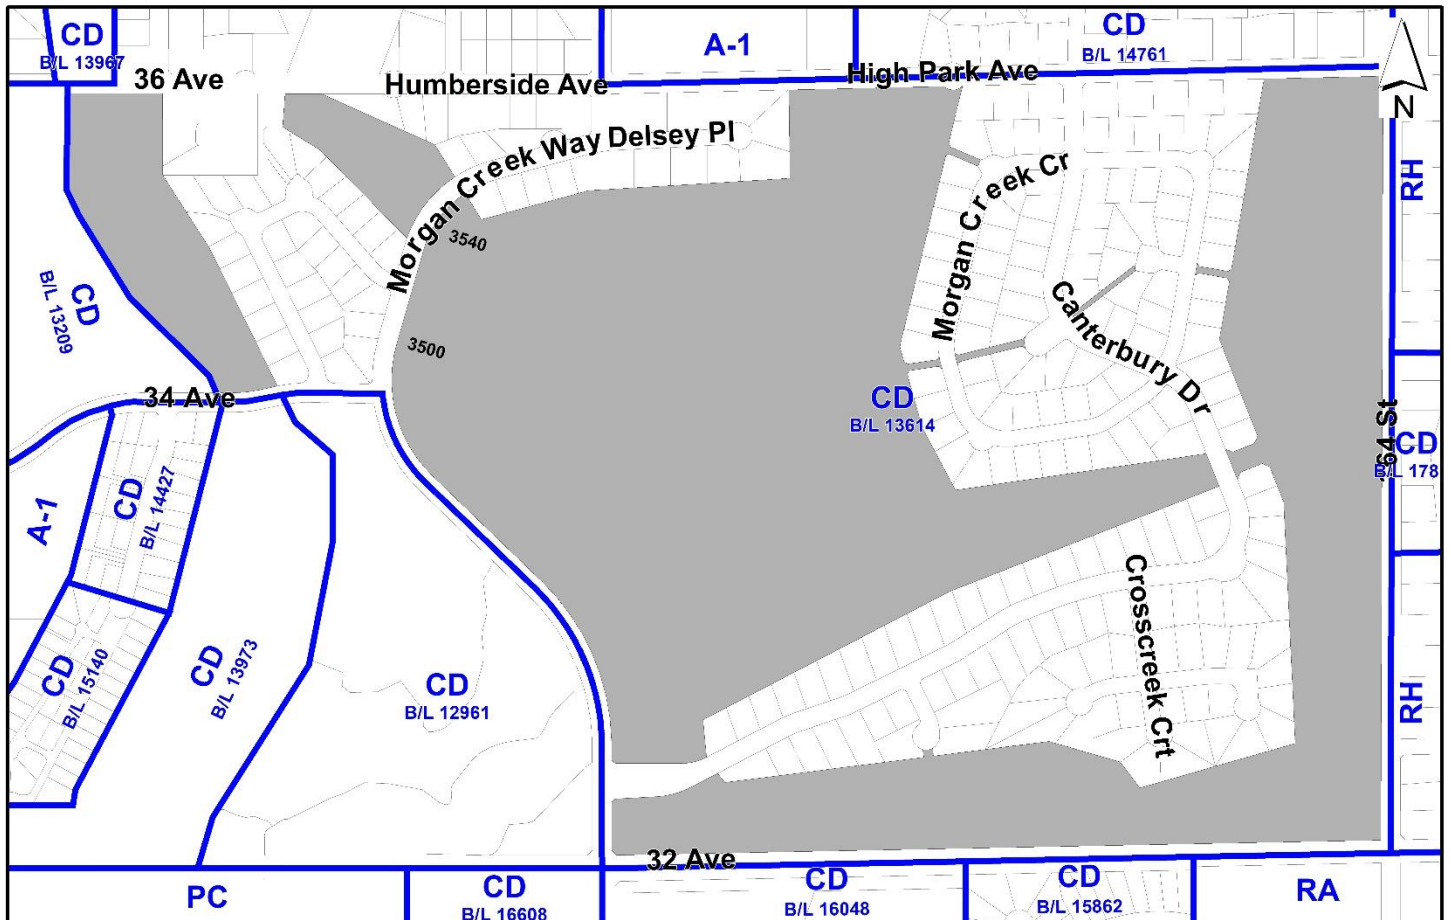 CD
B/L 13967
36 Ave
Humberside Ave
A-1
High Park Ave
CD
B/L 14761
N
Morgan Creek Way
Delsey Pl
Morgan Creek Cr
RH
3540
3500
CD
B/L 13209
Canterbury Dr
34 Ave
CD
B/L 13614
64 St
CD
B/L 178
A-1
CD
B/L 14427
CD
B/L 15140
CD
B/L 13973
CD
B/L 12961
Crosscreek Crt
RH
32 Ave
PC
CD
B/L 16608
CD
B/L 16048
CD
B/L 15862
RA